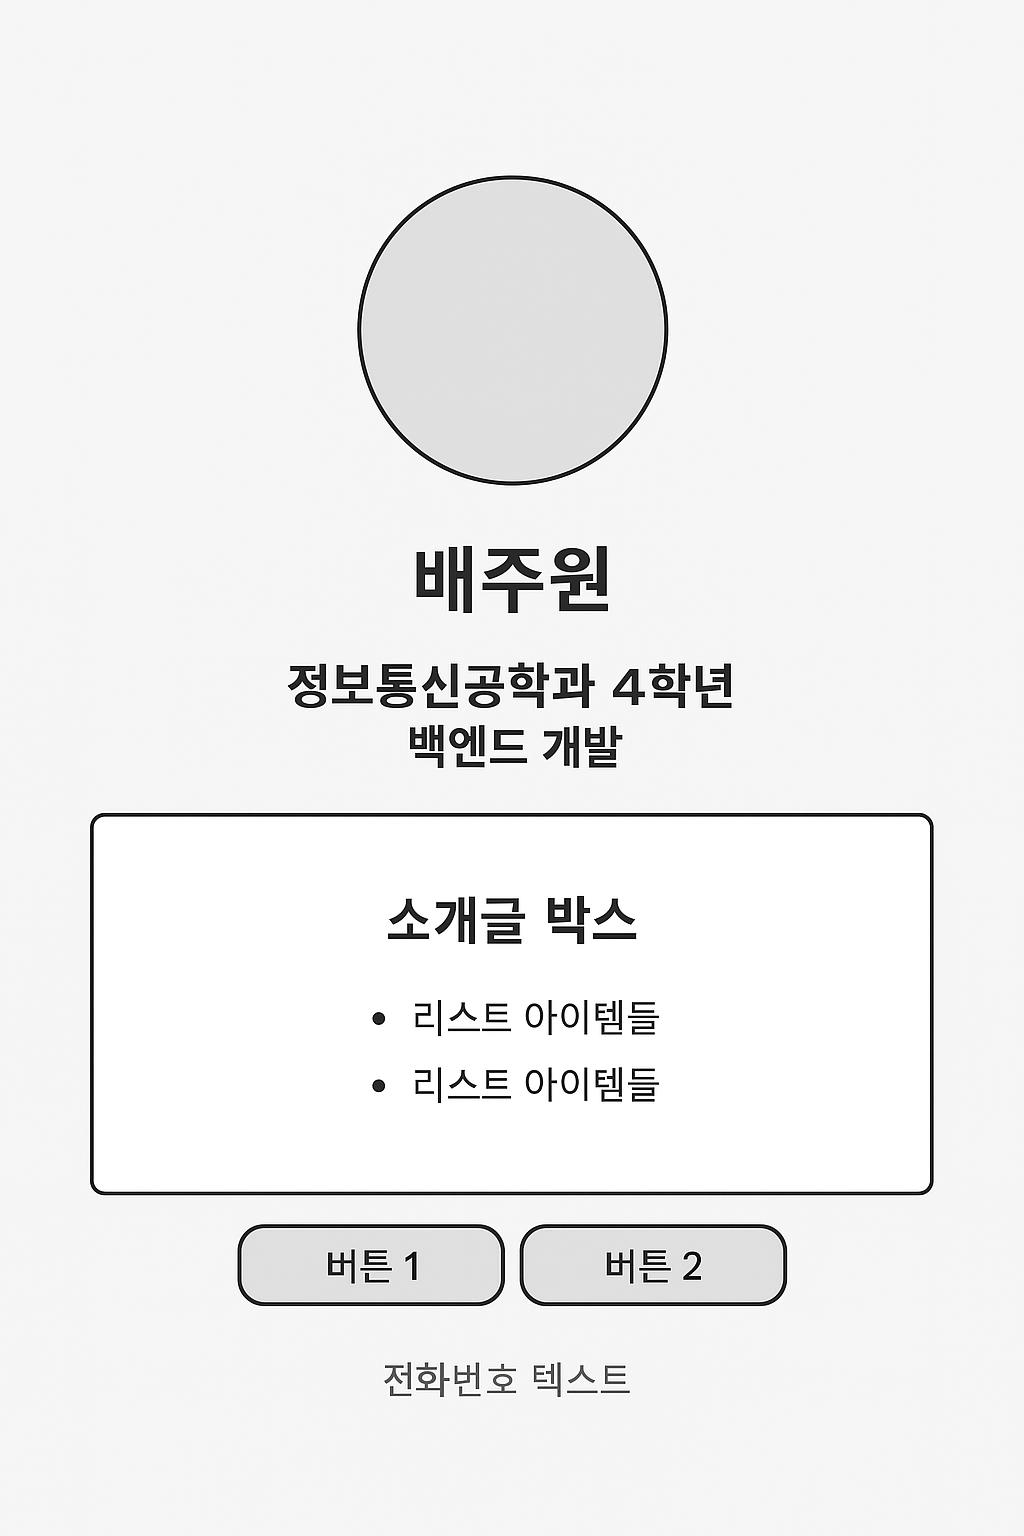 배주원
정보통신공학과 4학년
백엔드 개발
소개글 박스
• 리스트 아이템들
• 리스트 아이템들
버튼 1
버튼 2
전화번호 텍스트